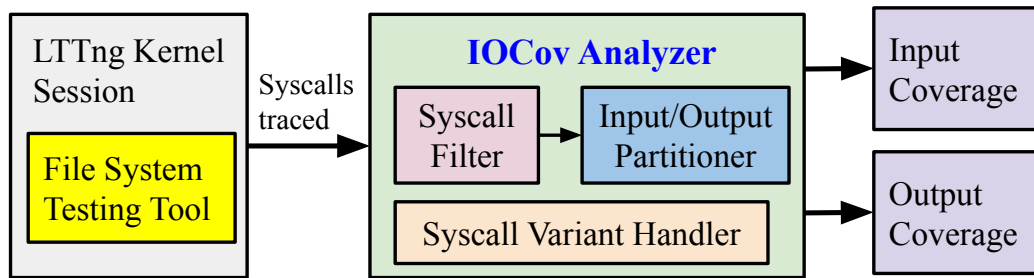 LTTng Kernel
Session
File System
Testing Tool
Syscalls
traced
IOCov Analyzer
Syscall
Filter
Input/Output
Partitioner
Syscall Variant Handler
Input
Coverage
Output
Coverage